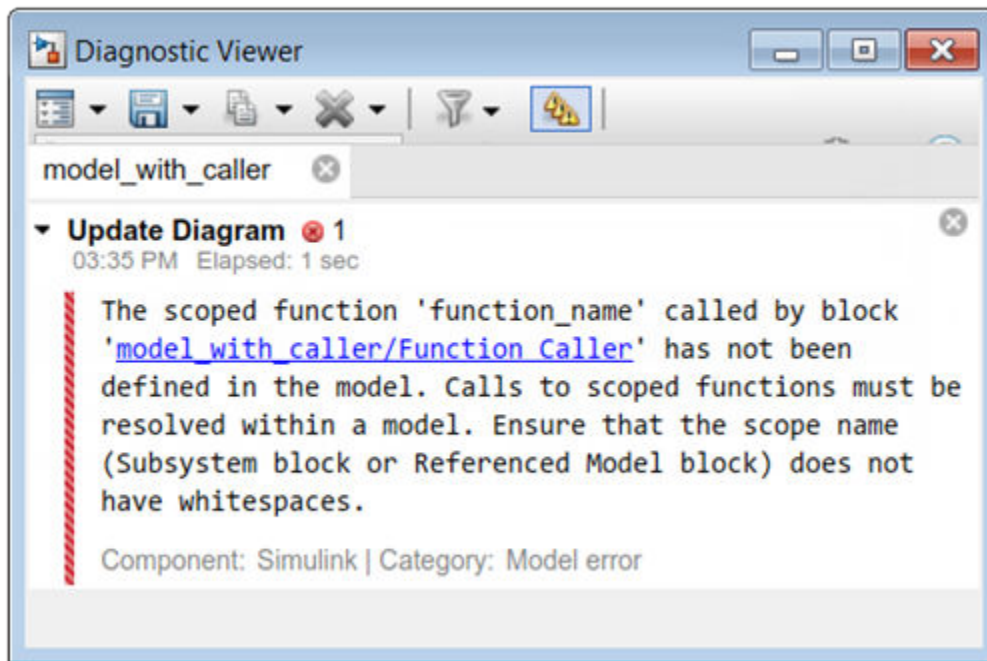 Diagnostic Viewer
model_with_caller
Update Diagram 1
03:35 PM Elapsed: 1 sec
The scoped function 'function_name' called by block
'model_with_caller/Function Caller' has not been
defined in the model. Calls to scoped functions must be
resolved within a model. Ensure that the scope name
(Subsystem block or Referenced Model block) does not
have whitespaces.
Component: Simulink | Category: Model error